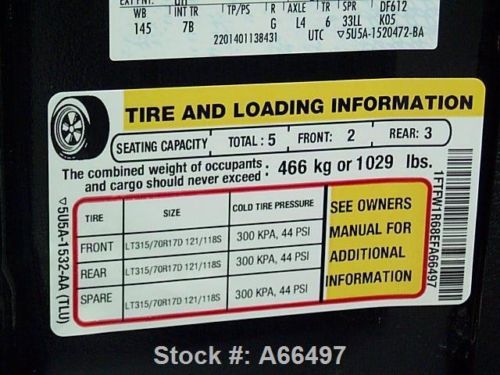 EXT PNT:
WB INT TR TP/PS R AXLE TR SPR DF612
145 7B G L4 6 33LL K05
2201401138431 UTC ▽5U5A-1520472-BA
TIRE AND LOADING INFORMATION
SEATING CAPACITY TOTAL : 5 FRONT: 2 REAR: 3
The combined weight of occupants
and cargo should never exceed : 466 kg or 1029 lbs.
TIRE SIZE COLD TIRE PRESSURE
FRONT LT315/70R17D 121/118S 300 KPA, 44 PSI
REAR LT315/70R17D 121/118S 300 KPA, 44 PSI
SPARE LT315/70R17D 121/118S 300 KPA, 44 PSI
SEE OWNERS
MANUAL FOR
ADDITIONAL
INFORMATION
▽5U5A-1532-AA (TLU)
1FTFW1R68EFA66497
Stock #: A66497